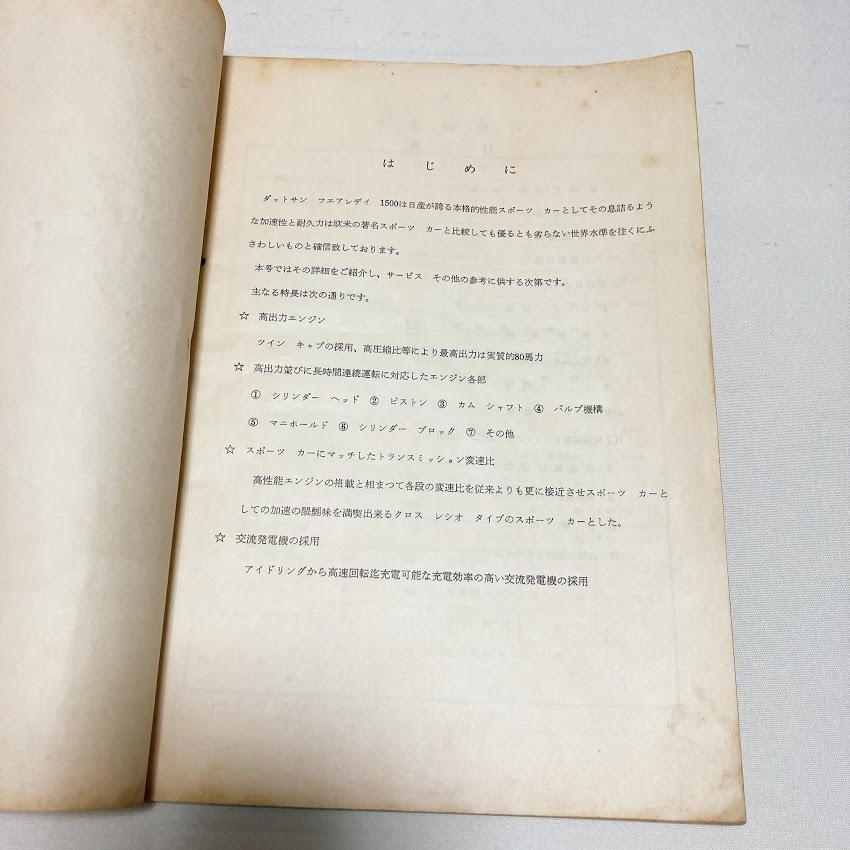 はじめに
ダットサン フエアレデイ 1500は日産が誇る本格的性能スポーツ カーとしてその息詰るよう
な加速性と耐久力は欧米の著名スポーツ カーと比較しても優るとも劣らない世界水準を往くにふ
さわしいものと確信致しております。
本号ではその詳細をご紹介し、サービス その他の参考に供する次第です。
主なる特長は次の通りです。
☆ 高出力エンジン
ツイン キャブの採用、高圧縮比等により最高出力は実質的80馬力
☆ 高出力並びに長時間連続運転に対応したエンジン各部
① シリンダー ヘッド ② ピストン ③ カム シャフト ④ バルブ機構
⑤ マニホールド ⑥ シリンダー ブロック ⑦ その他
☆ スポーツ カーにマッチしたトランスミッション変速比
高性能エンジンの搭載と相まつて各段の変速比を従来よりも更に接近させスポーツ カーと
しての加速の醍醐味を満喫出来るクロス レシオ タイプのスポーツ カーとした。
☆ 交流発電機の採用
アイドリングから高速回転迄充電可能な充電効率の高い交流発電機の採用